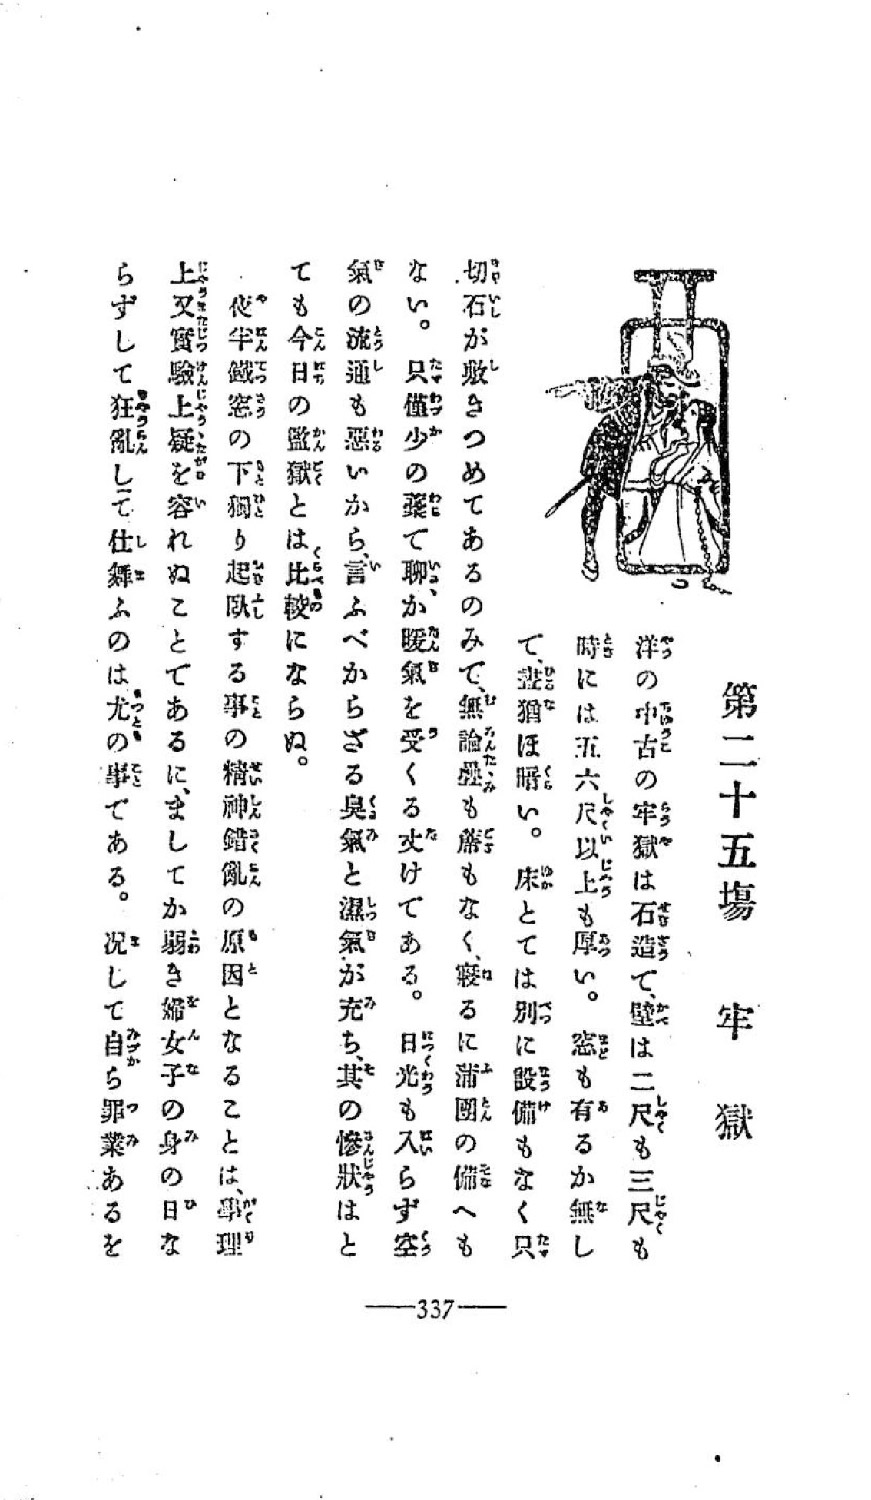 第二十五塲　牢獄
洋の中古の牢獄は石造で、壁は二尺も三尺も
時には五六尺以上も厚い。窓も有るか無し
で、晝猶ほ暗い。床とては別に設備もなく只
切石が敷きつめてあるのみで、無論疊も蓆もなく、寢るに蒲團の備へも
ない。只僅少の藁で聊か暖氣を受くる丈けである。日光も入らず空
氣の流通も惡いから、言ふべからざる臭氣と濕氣が充ち、其の慘狀はと
ても今日の監獄とは比較にならぬ。
夜半鐵窓の下獨り起臥する事の精神錯亂の原因となることは、學理
上又實驗上疑を容れぬことであるに、ましてか弱き婦女子の身の日な
らずして狂亂して仕舞ふのは尤の事である。况して自ら罪業あるを
337